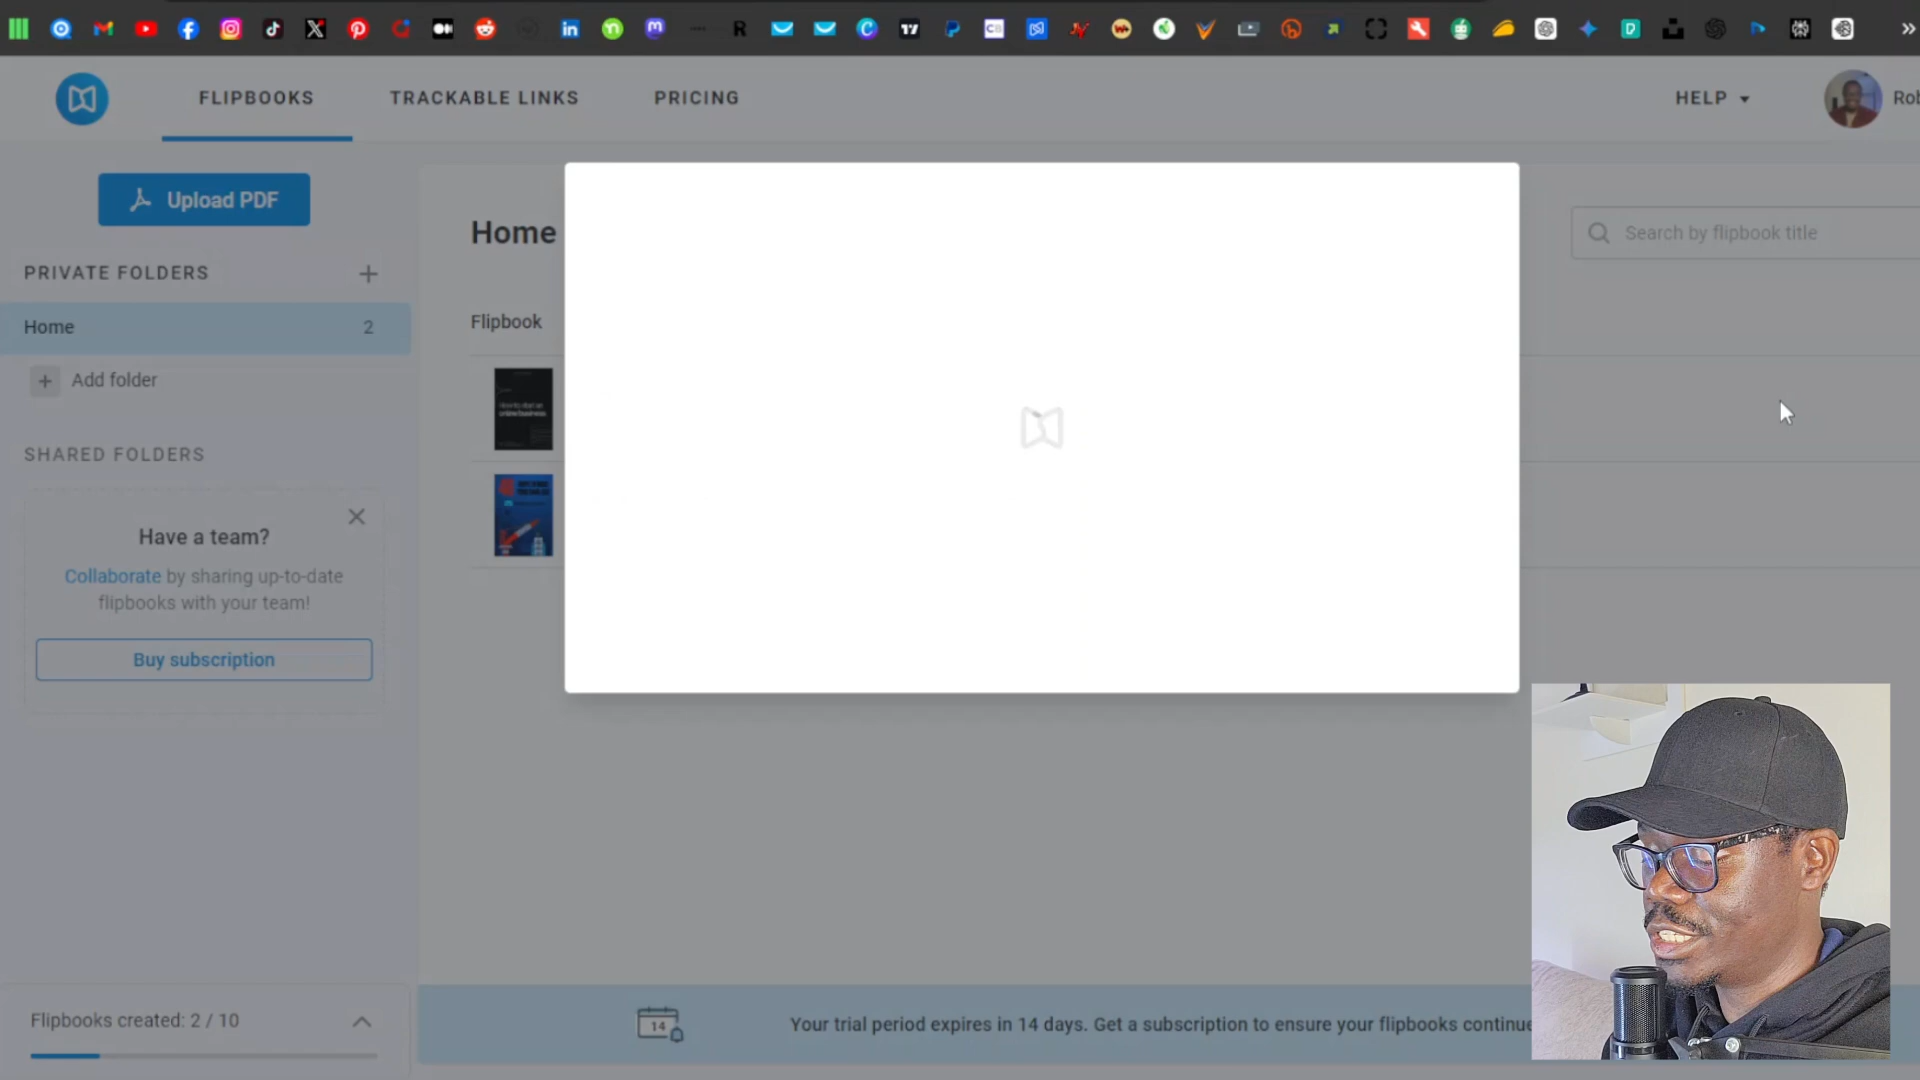 FLIPBOOKS
TRACKABLE LINKS
PRICING
HELP
Rob
Upload PDF
Home
Search by flipbook title
PRIVATE FOLDERS
Home 2
Flipbook
Add folder
SHARED FOLDERS
Have a team?
Collaborate by sharing up-to-date
flipbooks with your team!
Buy subscription
Flipbooks created: 2 / 10
14
Your trial period expires in 14 days. Get a subscription to ensure your flipbooks continue